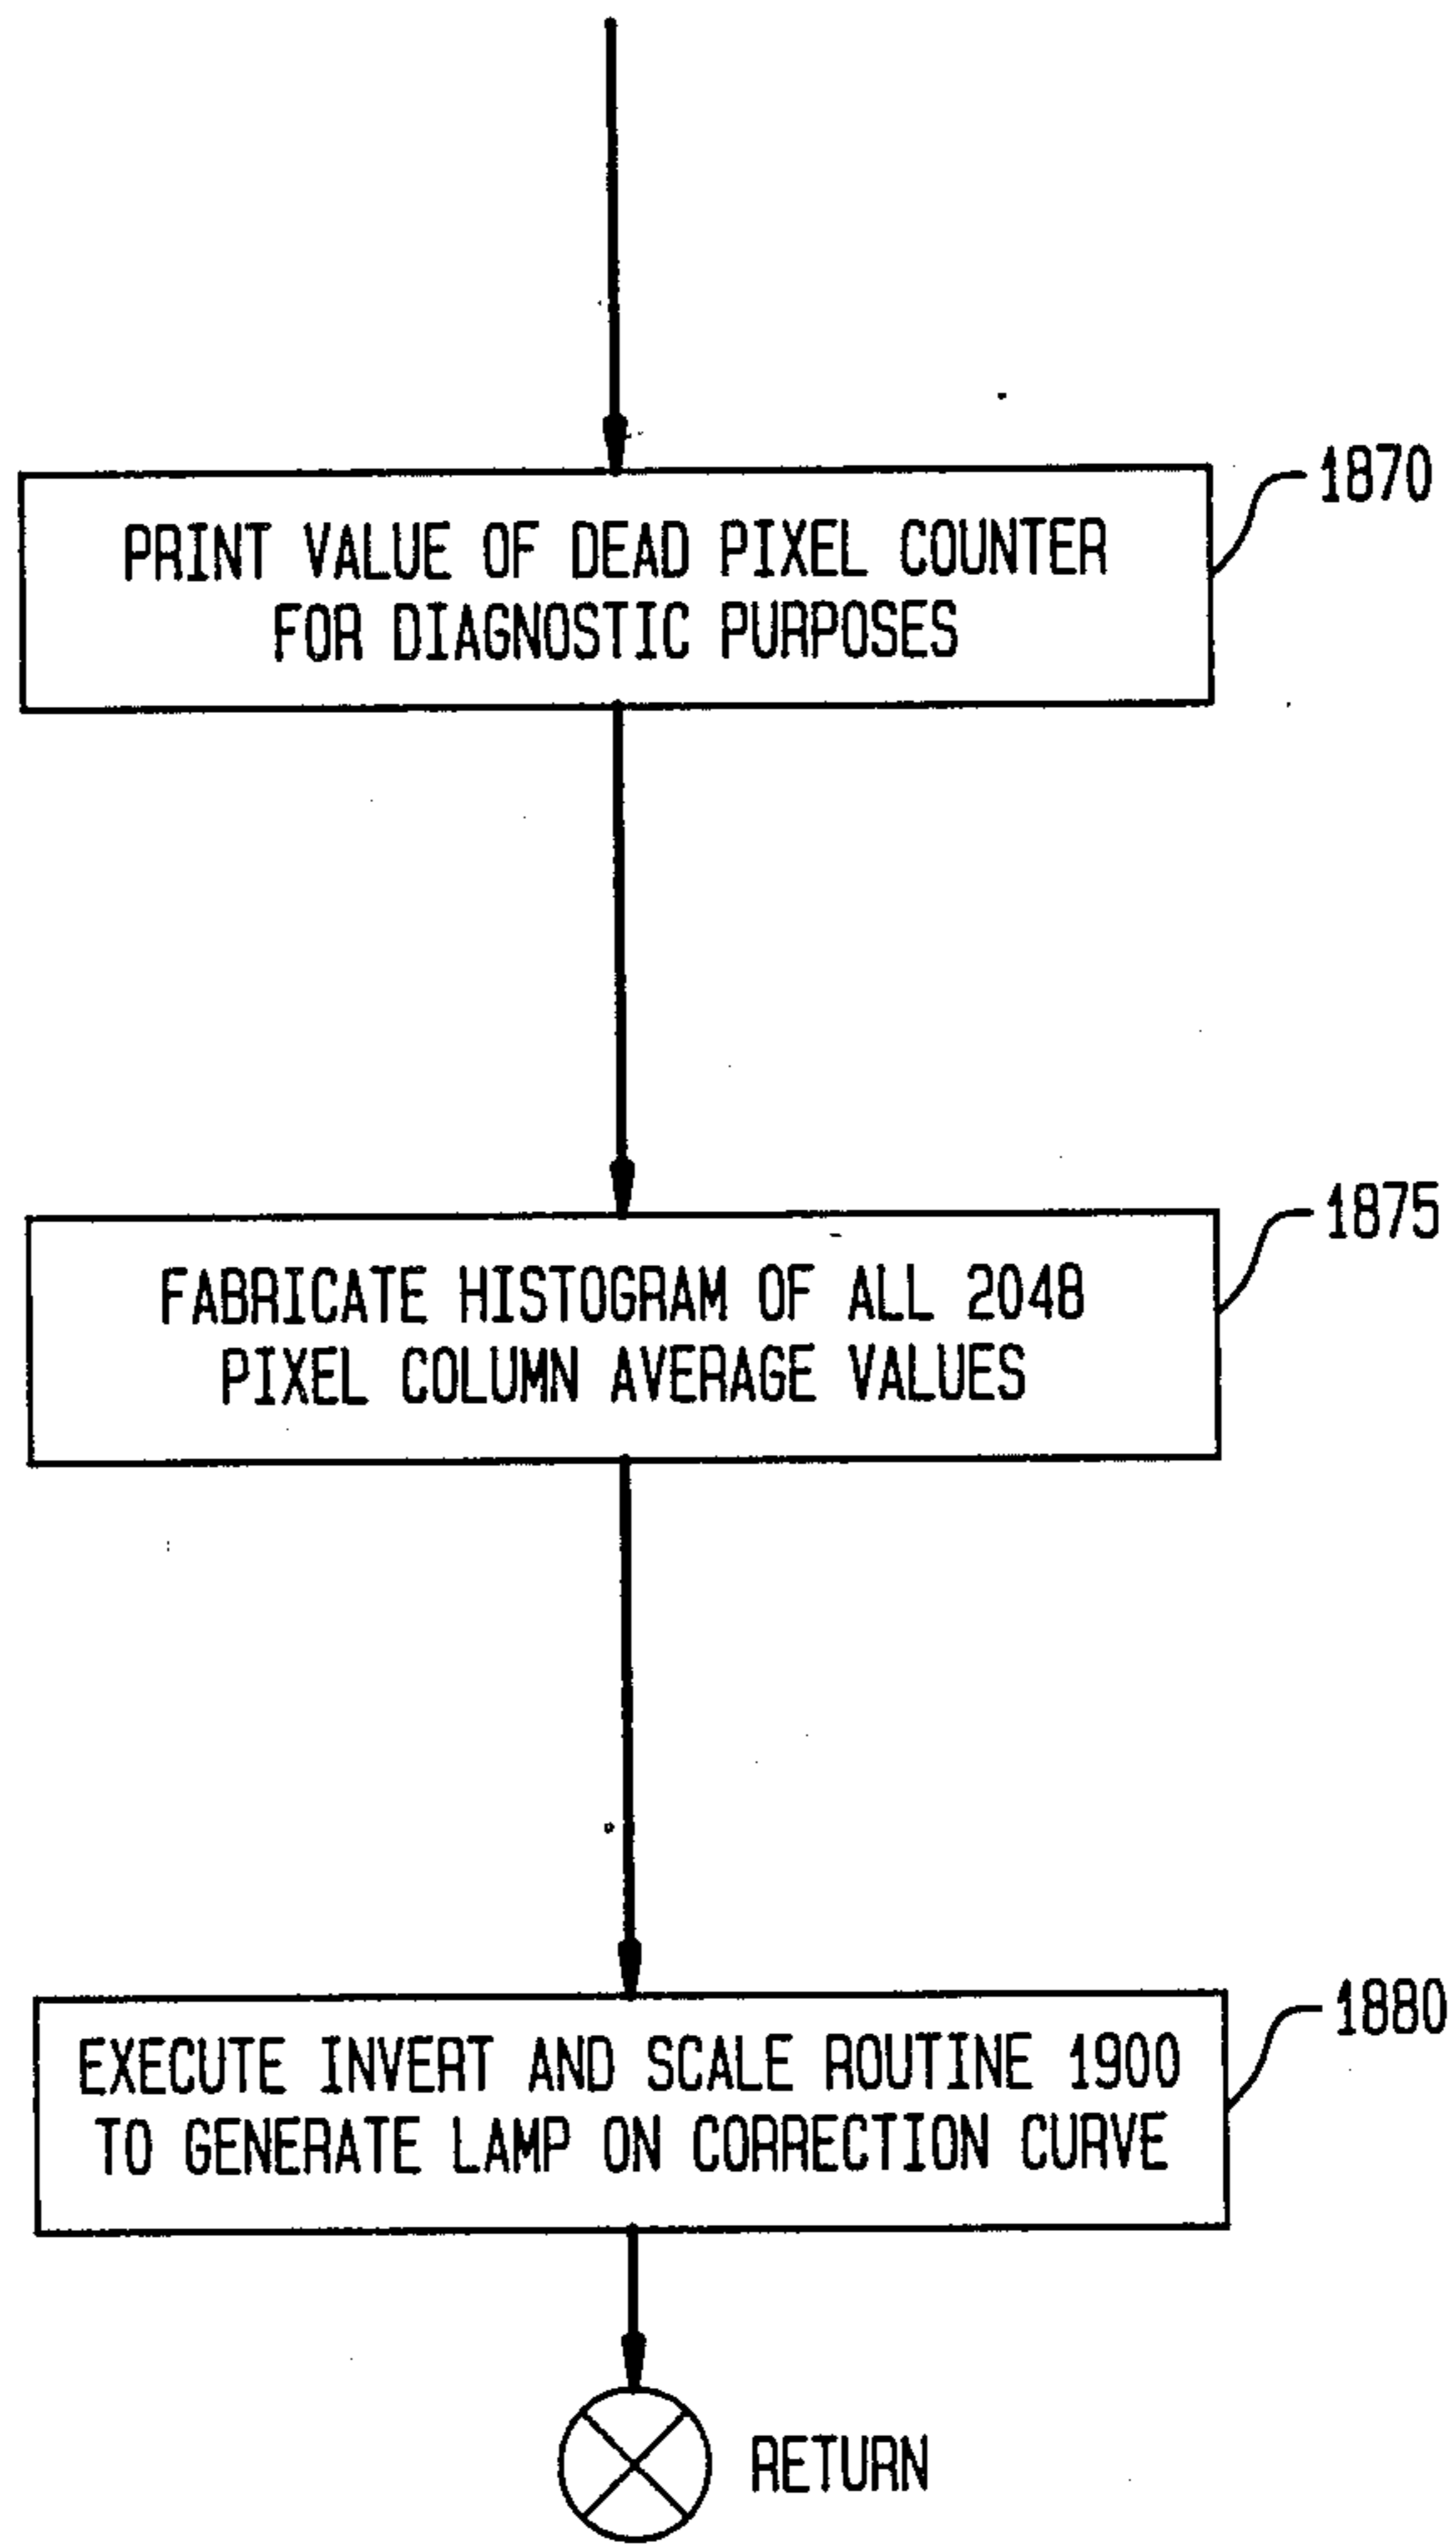 1870
PRINT VALUE OF DEAD PIXEL COUNTER
FOR DIAGNOSTIC PURPOSES
1875
FABRICATE HISTOGRAM OF ALL 2048
PIXEL COLUMN AVERAGE VALUES
1880
EXECUTE INVERT AND SCALE ROUTINE 1900
TO GENERATE LAMP ON CORRECTION CURVE
RETURN